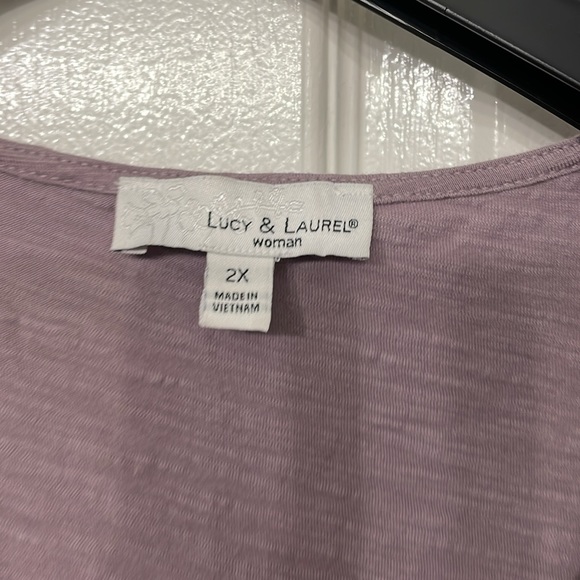 LUCY & LAUREL®
woman
2X
MADE IN
VIETNAM